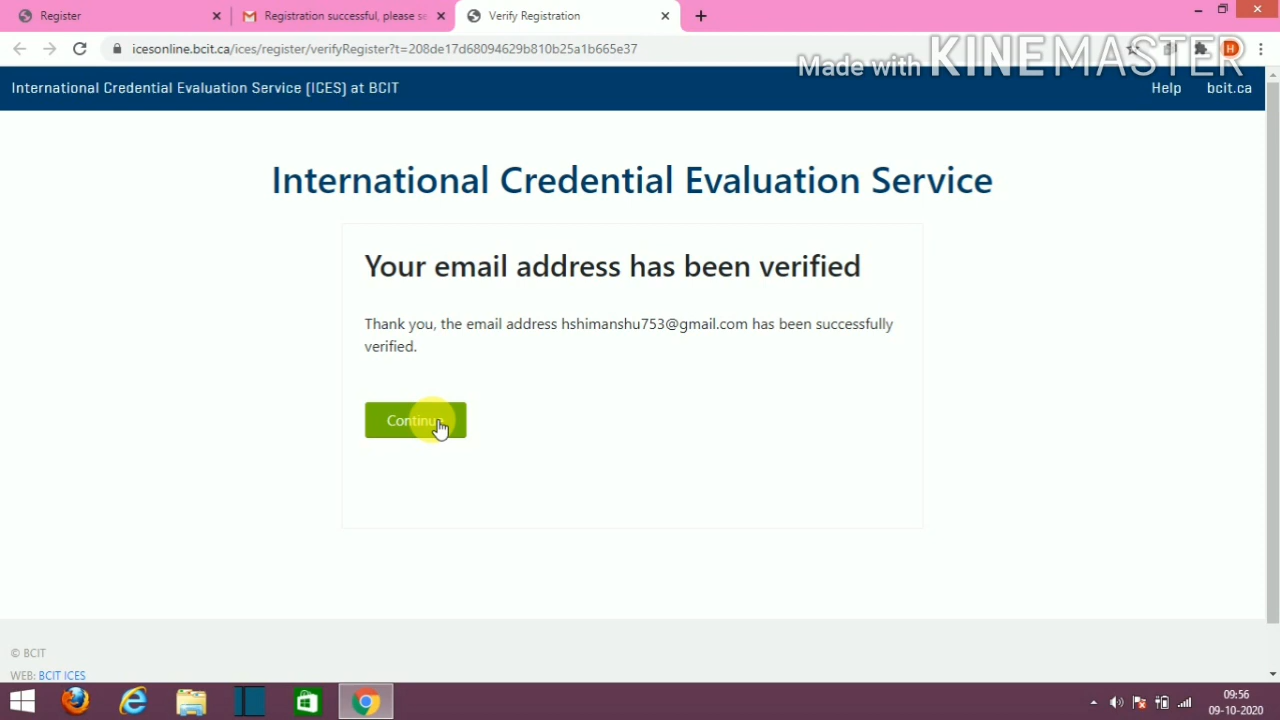 Register
Registration successful, please se
Verify Registration
icesonline.bcit.ca/ices/register/verifyRegister?t=208de17d68094629b810b25a1b665e37
H
Made with KINEMASTER
International Credential Evaluation Service [ICES] at BCIT
Help
bcit.ca
International Credential Evaluation Service
Your email address has been verified
Thank you, the email address hshimanshu753@gmail.com has been successfully
verified.
Continue
© BCIT
WEB: BCIT ICES
09:56
09-10-2020